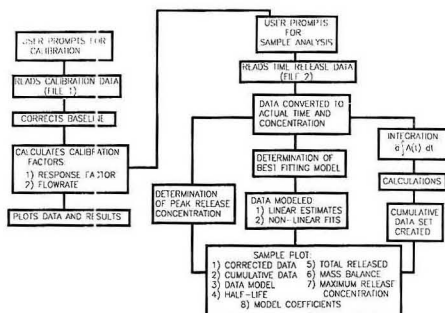 USER PROMPTS FOR
CALIBRATION
READS CALIBRATION DATA
(FILE 1)
CORRECTS BASELINE
CALCULATES CALIBRATION
FACTORS:
1) RESPONSE FACTOR
2) FLOWRATE
PLOTS DATA AND RESULTS
USER PROMPTS
FOR
SAMPLE ANALYSIS
READS TIME RELEASE DATA
(FILE 2)
DATA CONVERTED TO
ACTUAL TIME AND
CONCENTRATION
DETERMINATION
OF PEAK RELEASE
CONCENTRATION
DETERMINATION OF
BEST FITTING MODEL
DATA MODELED
1) LINEAR ESTIMATES
2) NON-LINEAR FITS
INTEGRATION
∫ A(t) dt
CALCULATIONS
CUMULATIVE
DATA SET
CREATED
SAMPLE PLOT:
1) CORRECTED DATA 5) TOTAL RELEASED
2) CUMULATIVE DATA 6) MASS BALANCE
3) DATA MODEL 7) MAXIMUM RELEASE
4) HALF-LIFE CONCENTRATION
8) MODEL COEFFICIENTS